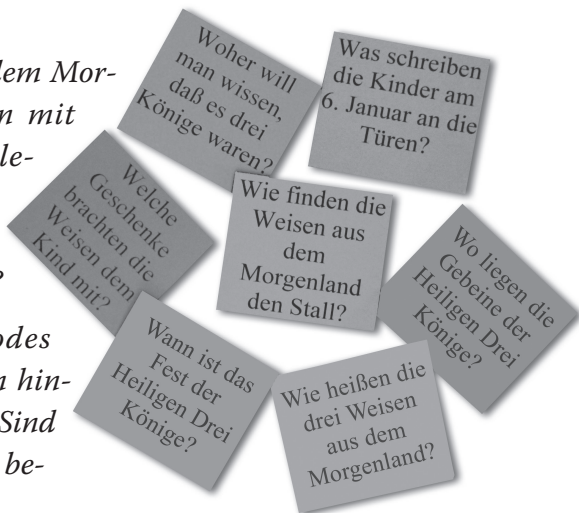 dem Mor-
n mit
le-
?
odes
n hin-
Sind
be-
Woher will
man wissen,
daß es drei
Könige waren?
Was schreiben
die Kinder am
6. Januar an die
Türen?
Welche
Geschenke
brachten die
Weisen dem
Kind mit?
Wie finden die
Weisen aus
dem
Morgenland
den Stall?
Wo liegen die
Gebeine der
Heiligen Drei
Könige?
Wann ist das
Fest der
Heiligen Drei
Könige?
Wie heißen die
drei Weisen
aus dem
Morgenland?